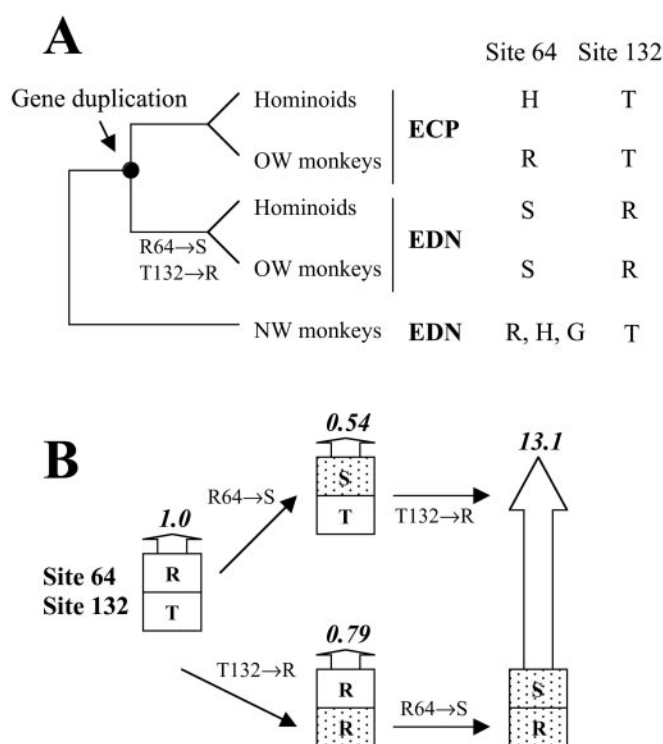 A
Site 64 Site 132
Gene duplication
Hominoids H T
ECP
OW monkeys R T
Hominoids S R
R64→S
EDN
T132→R
OW monkeys S R
NW monkeys EDN R, H, G T
B
0.54
13.1
S
R64→S
T132→R
1.0
T
Site 64 R
Site 132 T
0.79
T132→R
R
R64→S
S
R
R